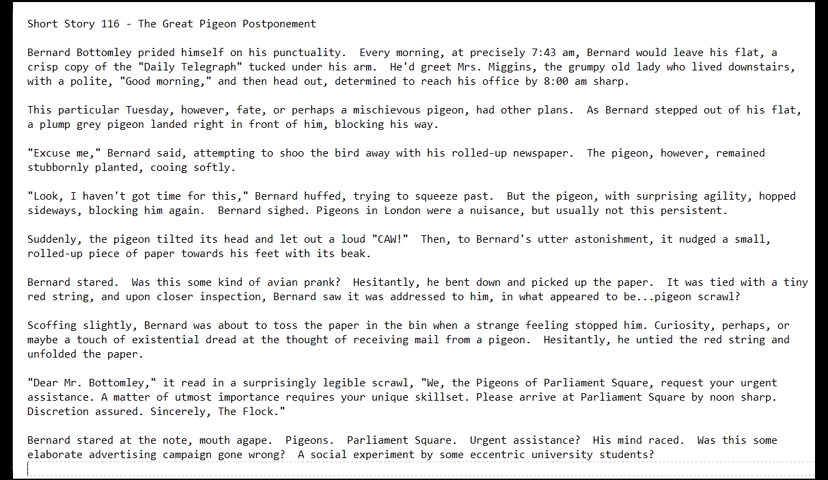 Short Story 116 - The Great Pigeon Postponement
Bernard Bottomley prided himself on his punctuality.  Every morning, at precisely 7:43 am, Bernard would leave his flat, a
crisp copy of the "Daily Telegraph" tucked under his arm.  He'd greet Mrs. Miggins, the grumpy old lady who lived downstairs,
with a polite, "Good morning," and then head out, determined to reach his office by 8:00 am sharp.
This particular Tuesday, however, fate, or perhaps a mischievous pigeon, had other plans.  As Bernard stepped out of his flat,
a plump grey pigeon landed right in front of him, blocking his way.
"Excuse me," Bernard said, attempting to shoo the bird away with his rolled-up newspaper.  The pigeon, however, remained
stubbornly planted, cooing softly.
"Look, I haven't got time for this," Bernard huffed, trying to squeeze past.  But the pigeon, with surprising agility, hopped
sideways, blocking him again.  Bernard sighed. Pigeons in London were a nuisance, but usually not this persistent.
Suddenly, the pigeon tilted its head and let out a loud "CAW!"  Then, to Bernard's utter astonishment, it nudged a small,
rolled-up piece of paper towards his feet with its beak.
Bernard stared.  Was this some kind of avian prank?  Hesitantly, he bent down and picked up the paper.  It was tied with a tiny
red string, and upon closer inspection, Bernard saw it was addressed to him, in what appeared to be...pigeon scrawl?
Scoffing slightly, Bernard was about to toss the paper in the bin when a strange feeling stopped him. Curiosity, perhaps, or
maybe a touch of existential dread at the thought of receiving mail from a pigeon.  Hesitantly, he untied the red string and
unfolded the paper.
"Dear Mr. Bottomley," it read in a surprisingly legible scrawl, "We, the Pigeons of Parliament Square, request your urgent
assistance. A matter of utmost importance requires your unique skillset. Please arrive at Parliament Square by noon sharp.
Discretion assured. Sincerely, The Flock."
Bernard stared at the note, mouth agape.  Pigeons.  Parliament Square.  Urgent assistance?  His mind raced.  Was this some
elaborate advertising campaign gone wrong?  A social experiment by some eccentric university students?